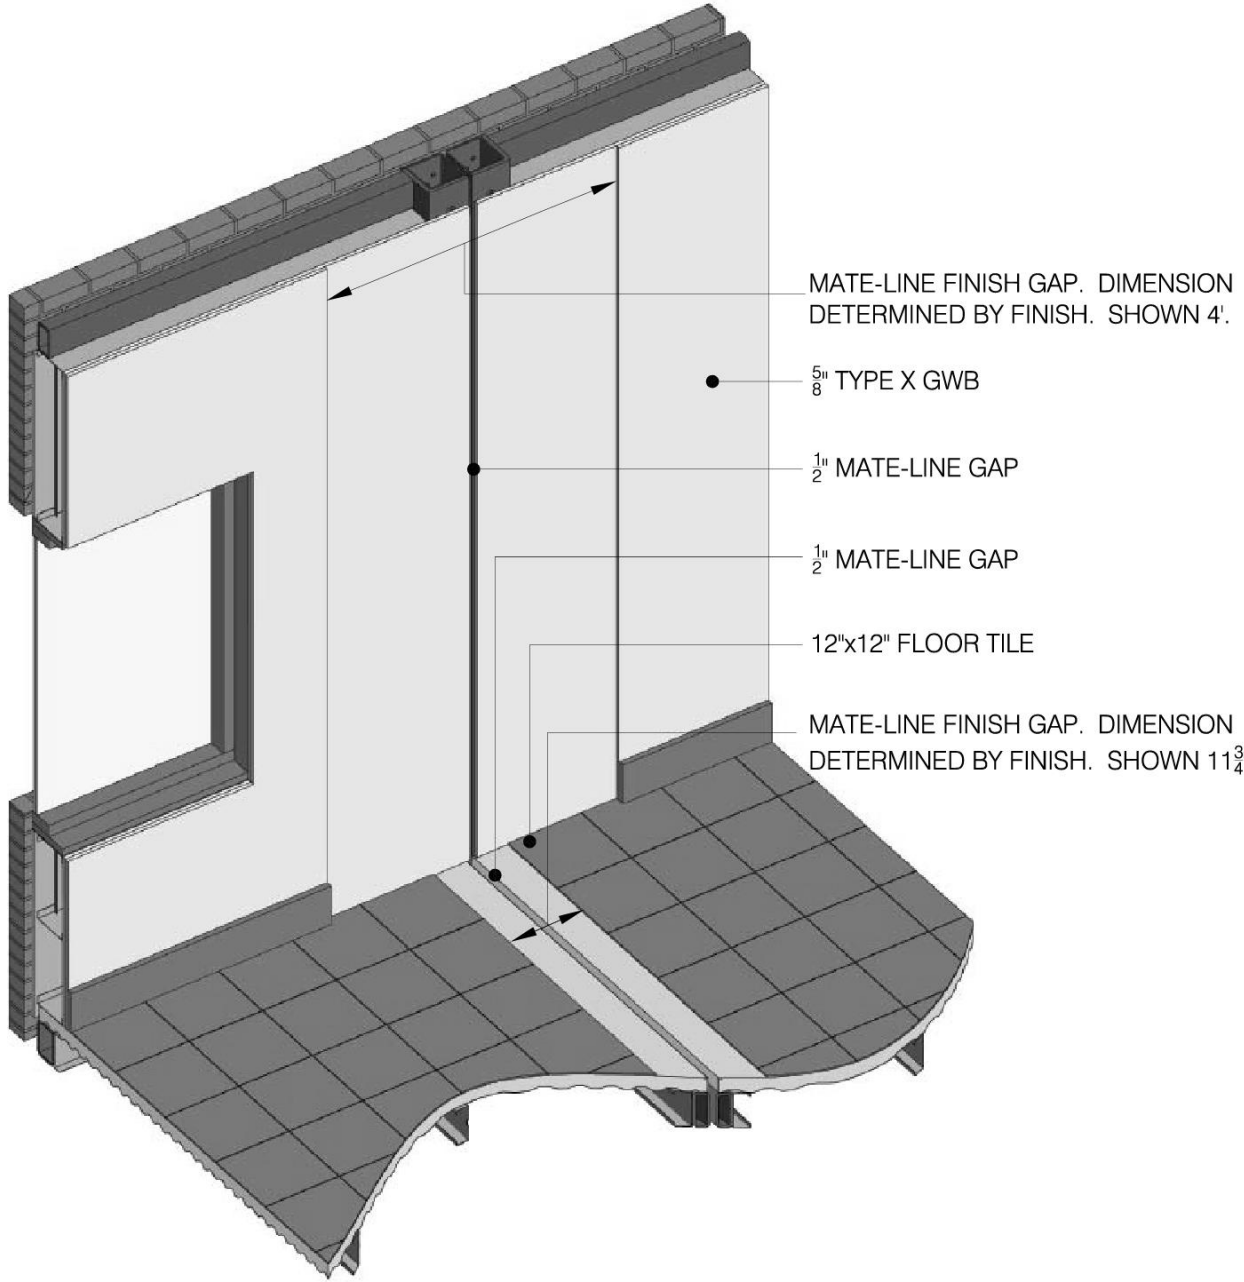 MATE-LINE FINISH GAP. DIMENSION
DETERMINED BY FINISH. SHOWN 4'.
5/8" TYPE X GWB
1/2" MATE-LINE GAP
1/2" MATE-LINE GAP
12"x12" FLOOR TILE
MATE-LINE FINISH GAP. DIMENSION
DETERMINED BY FINISH. SHOWN 11 3/4